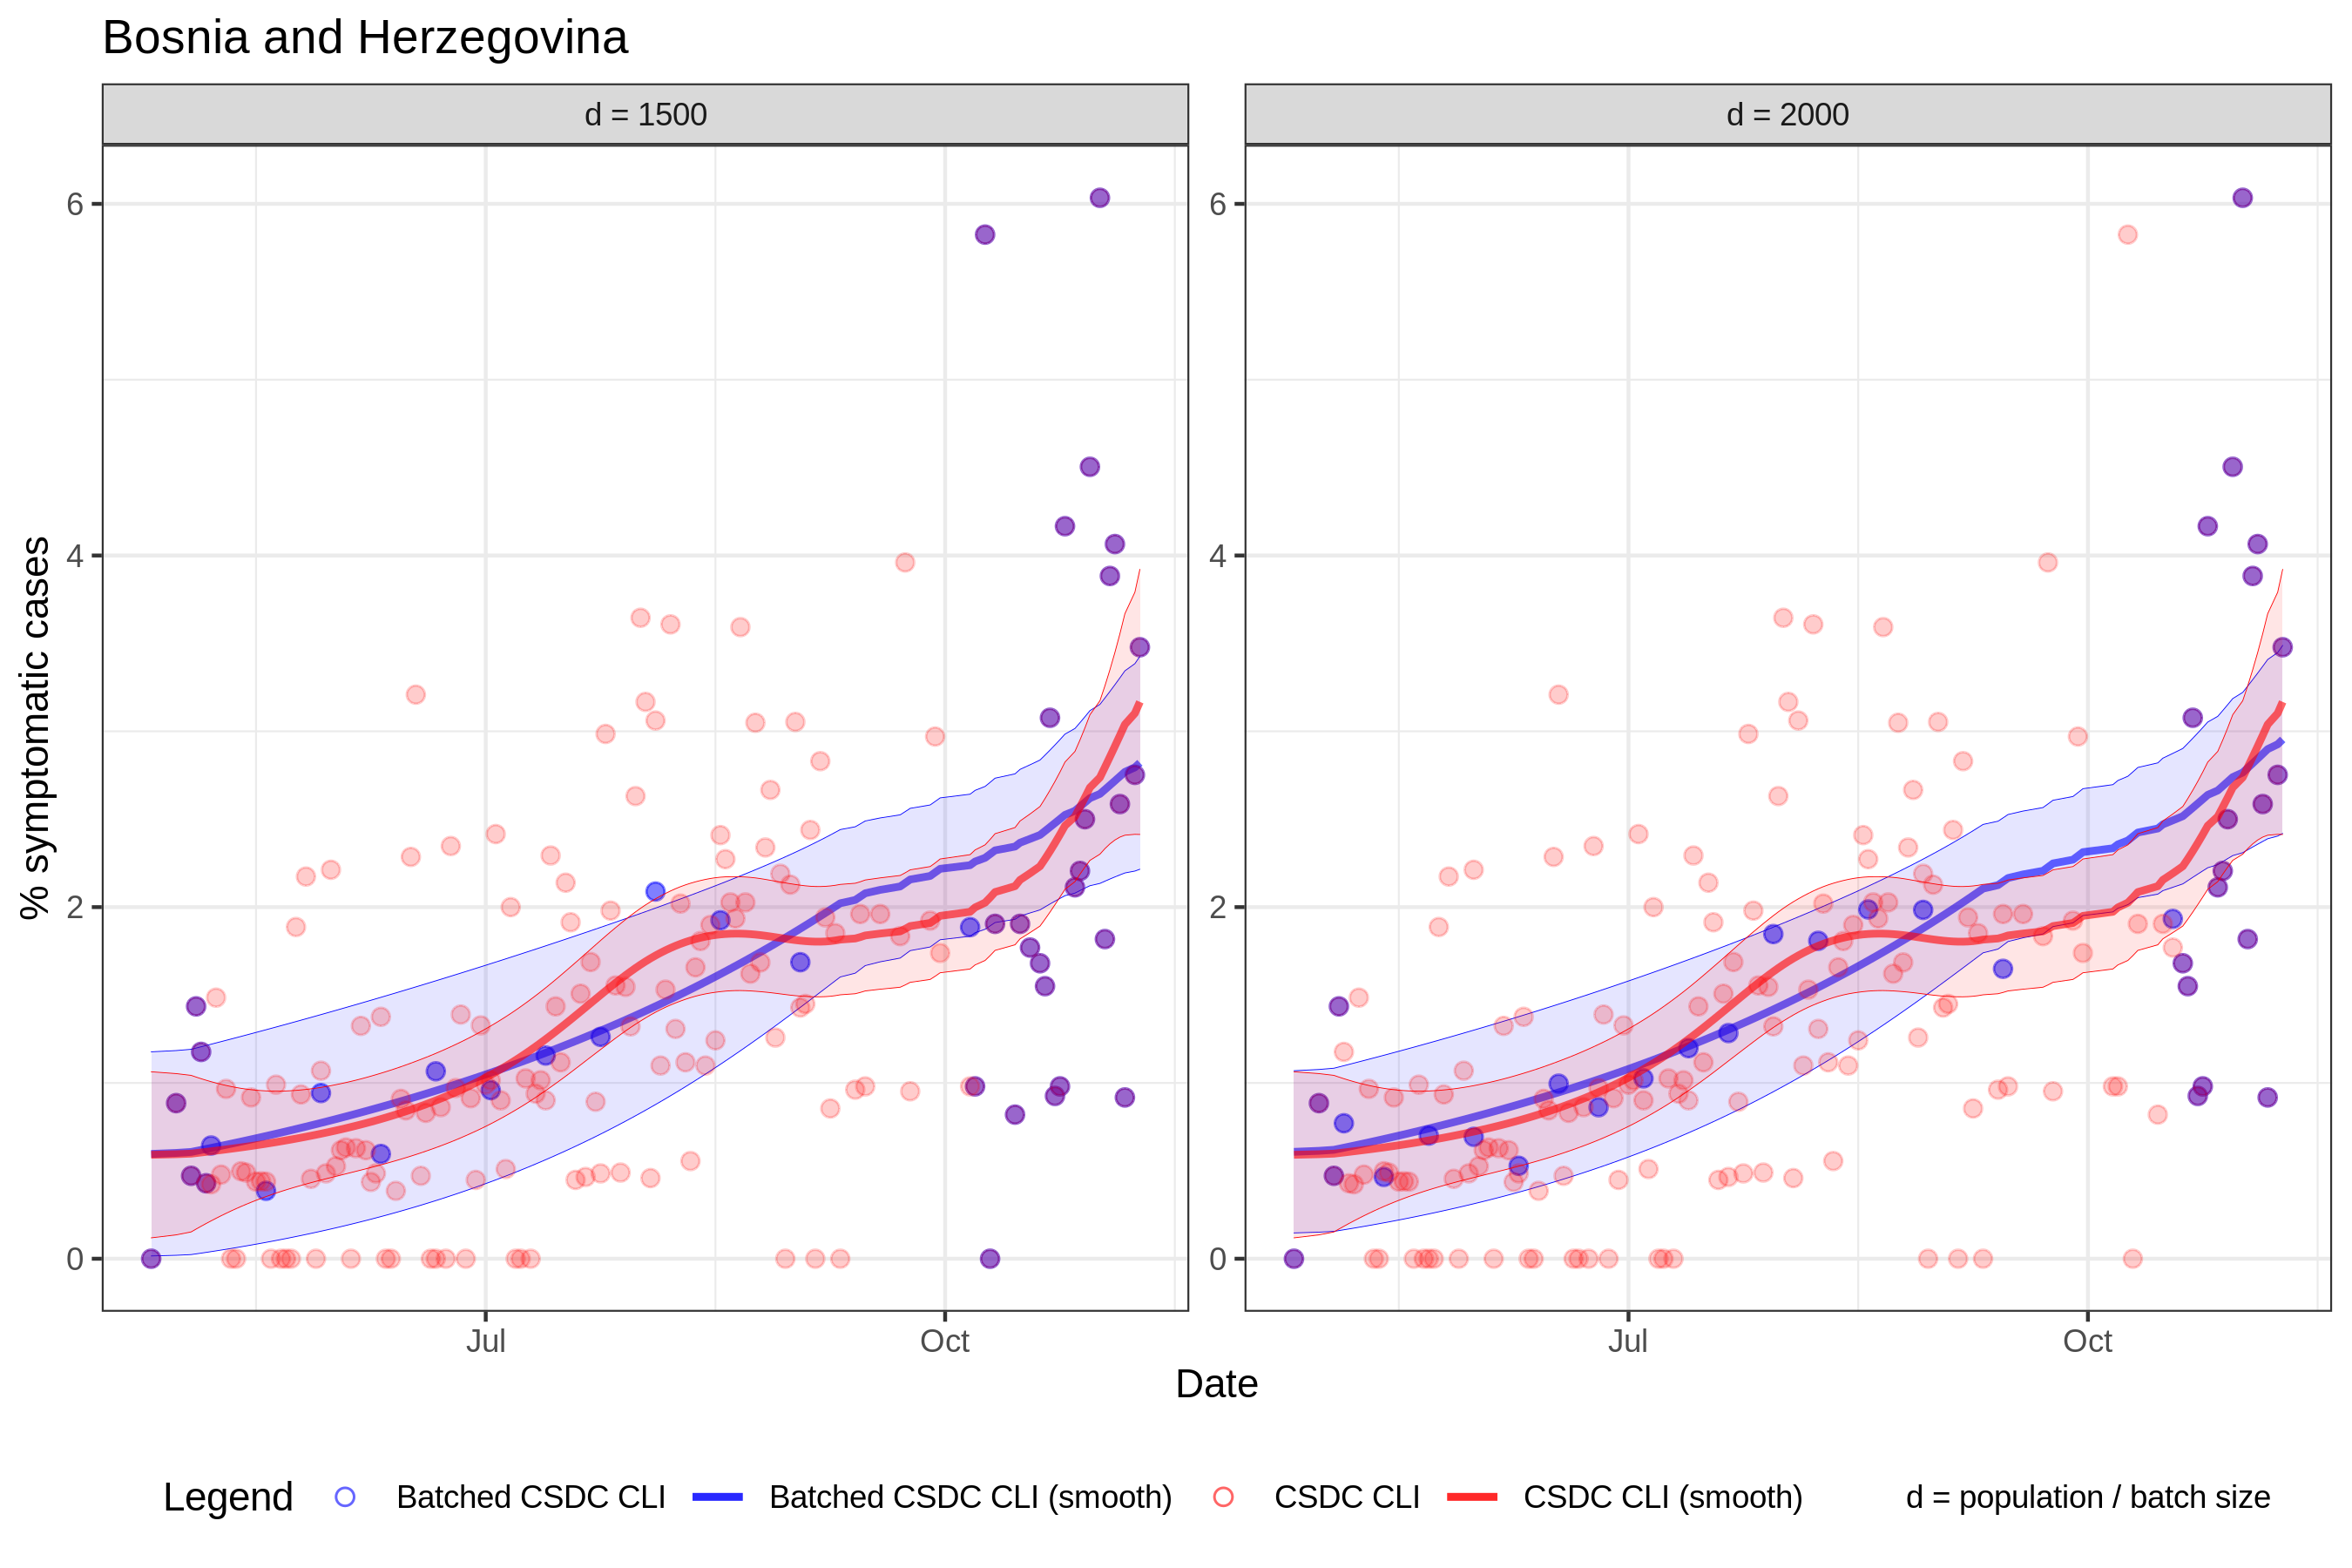 Bosnia and Herzegovina
d = 1500
d = 2000
% symptomatic cases
6
4
2
0
6
4
2
0
Jul
Oct
Jul
Oct
Date
Legend
Batched CSDC CLI
Batched CSDC CLI (smooth)
CSDC CLI
CSDC CLI (smooth)
d = population / batch size